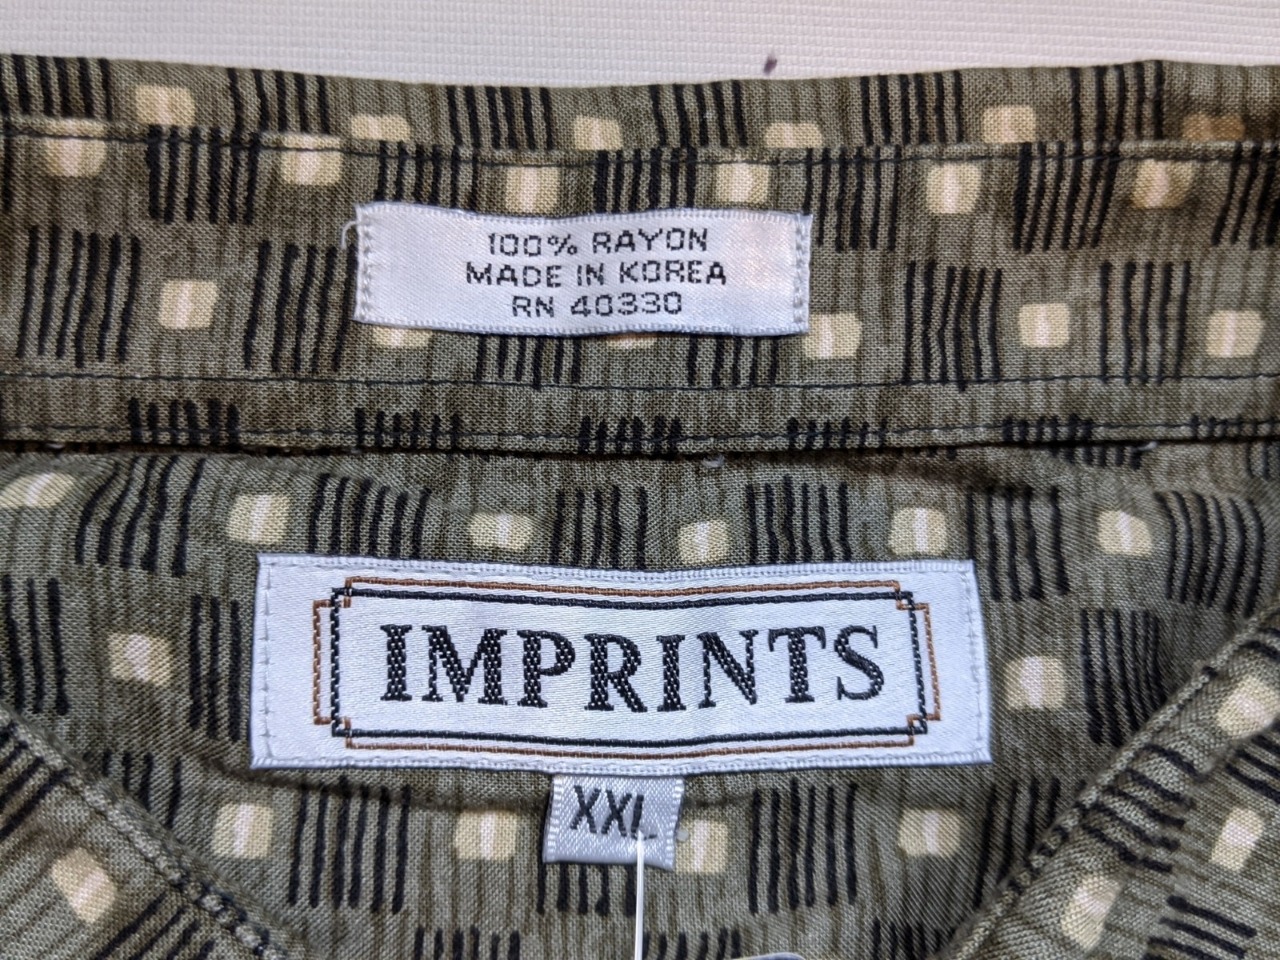 100% RAYON
MADE IN KOREA
RN 40330
IMPRINTS
XXL